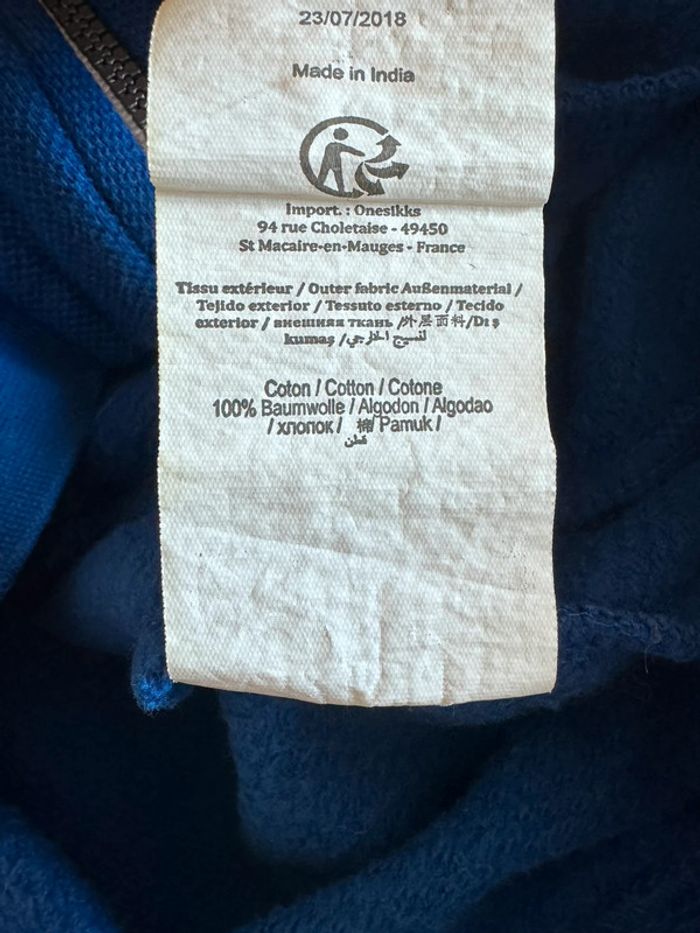 23/07/2018
Made in India
Import. : Onesikks
94 rue Choletaise - 49450
St Macaire-en-Mauges - France
Tissu extérieur / Outer fabric Außenmaterial /
Tejido exterior / Tessuto esterno / Tecido
exterior / внешняя ткань /外层面料/Dı ş
kumaş / لنسيج الخارجي
Coton / Cotton / Cotone
100% Baumwolle / Algodon / Algodao
/ хлопок / 棉/ Pamuk /
قطن